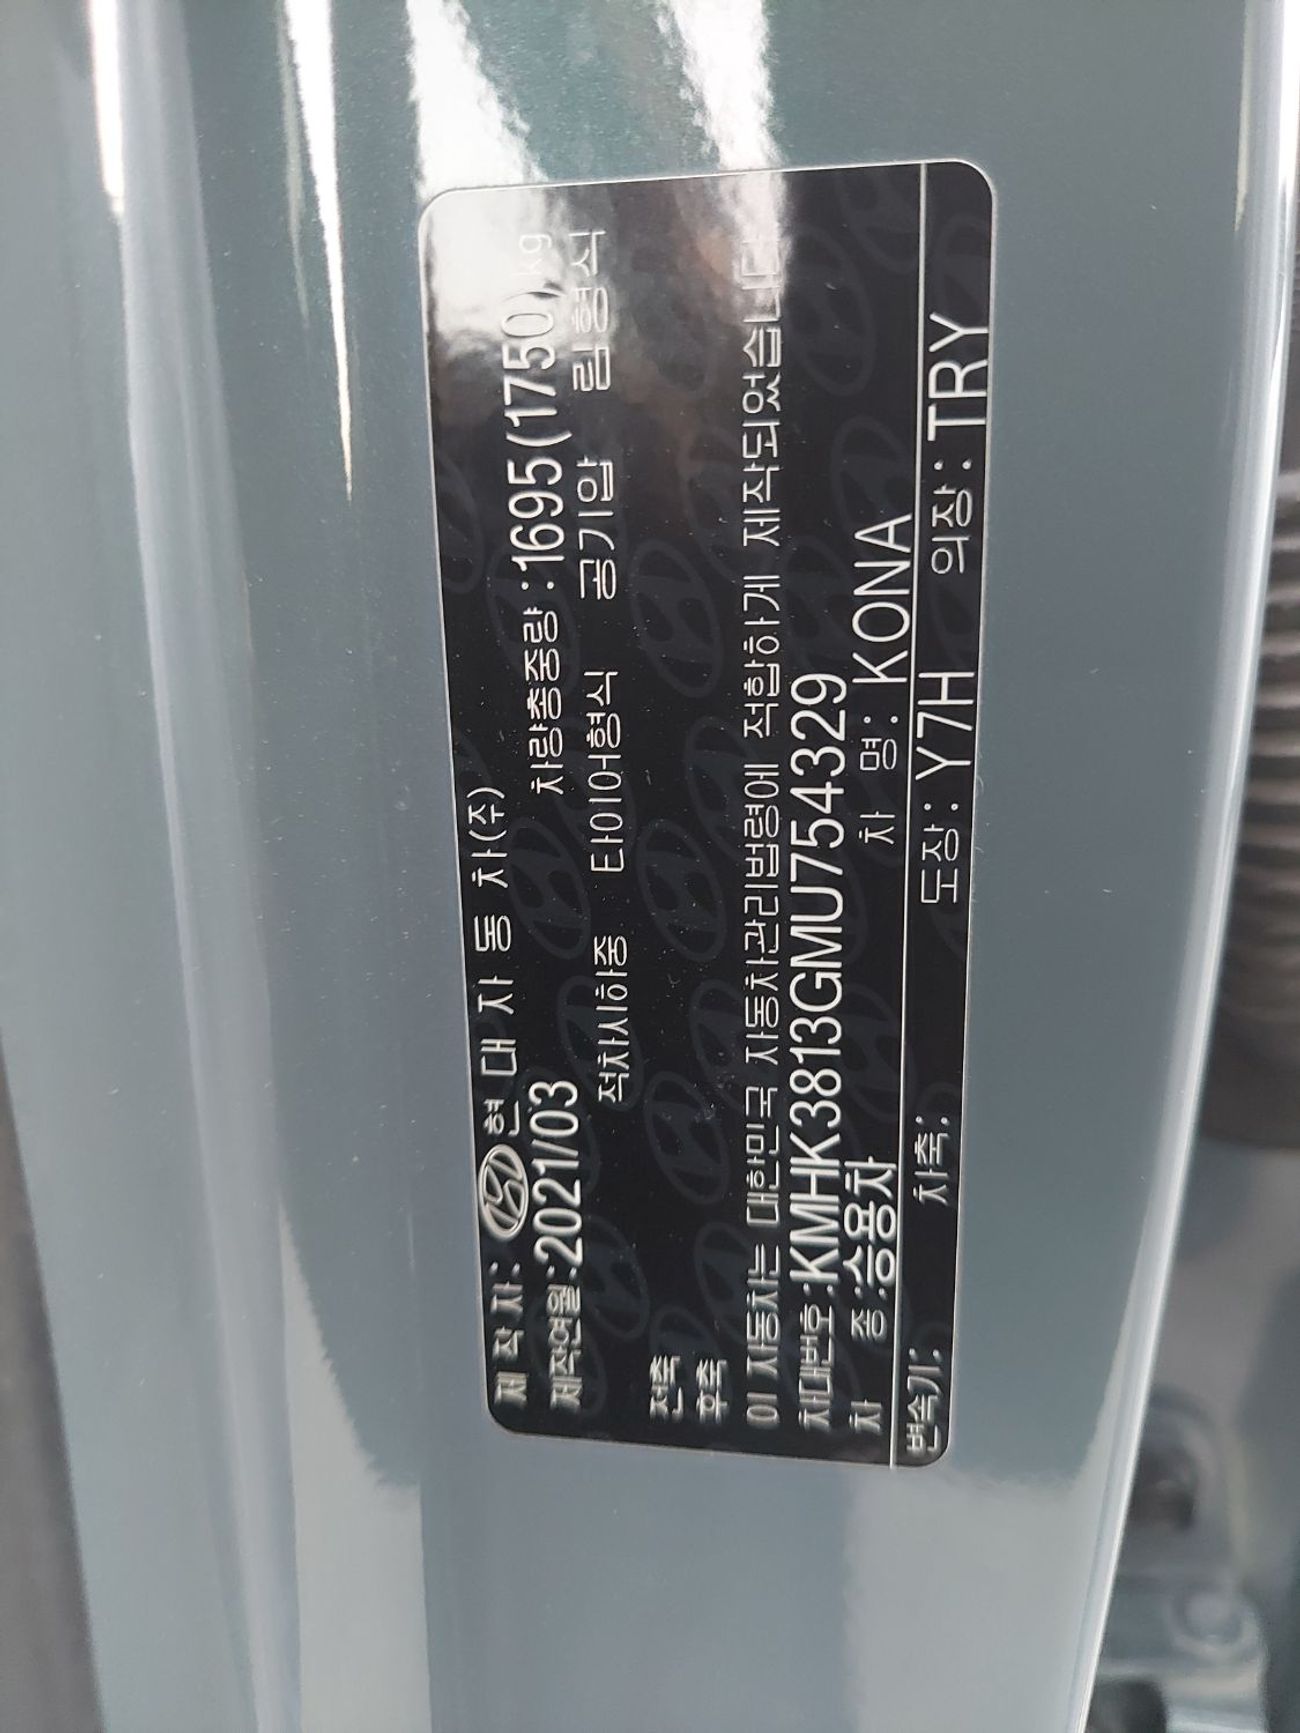 제 작 자: 현 대 자 동 차(주)
제작연월:2021/03 차량총중량:1695(1750)kg
적차시하중 타이어형식 공기압 림형식
전축
후축
이 자동차는 대한민국 자동차관리법령에 적합하게 제작되었습니다
차대번호:KMHK3813GMU754329
차 종:승용차 차 명: KONA
변속기: 차축: 도장: Y7H 의장: TRY